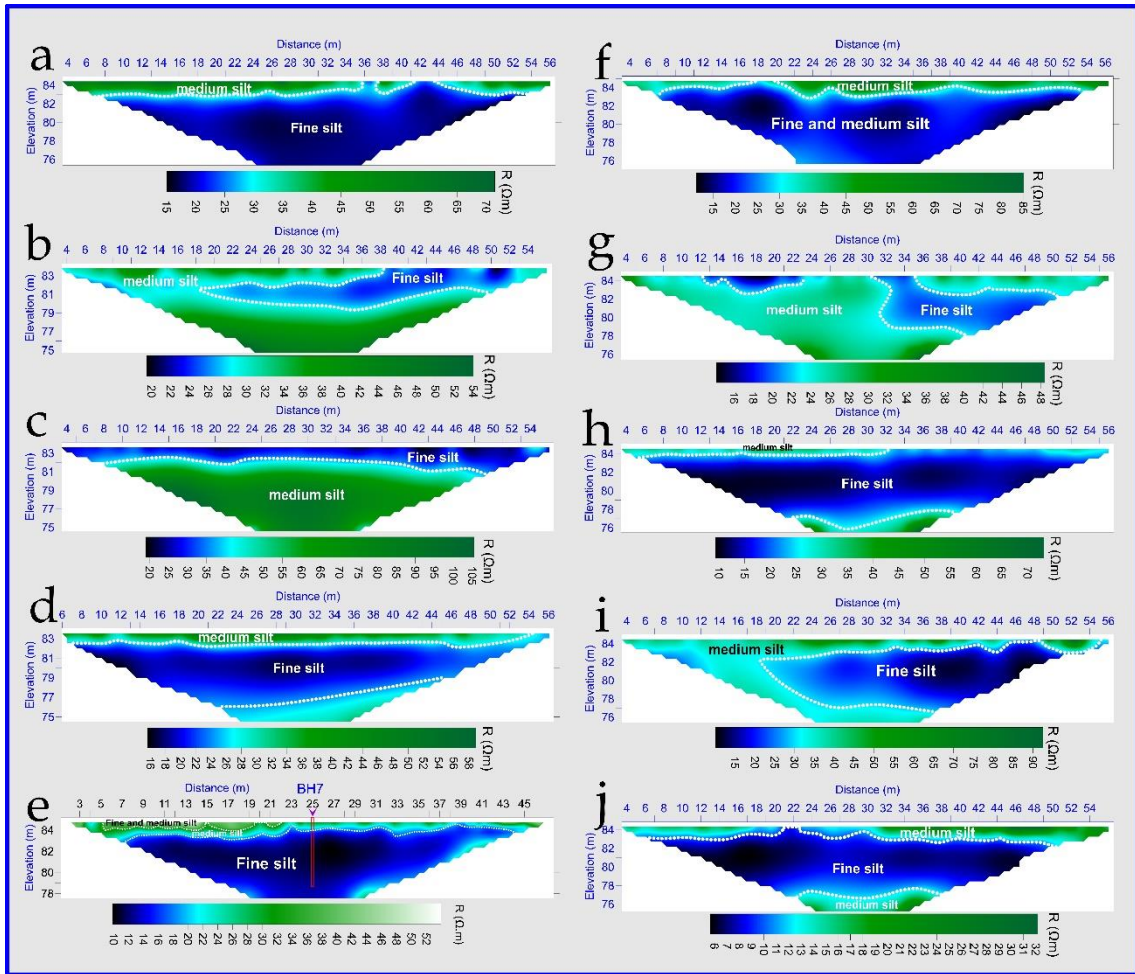 a
Distance (m)
4 6 8 10 12 14 16 18 20 22 24 26 28 30 32 34 36 38 40 42 44 46 48 50 52 54 56
Elevation (m)
84
82
80
78
76
medium silt
Fine silt
15 20 25 30 35 40 45 50 55 60 65 70
R (Ωm)
b
Distance (m)
4 6 8 10 12 14 16 18 20 22 24 26 28 30 32 34 36 38 40 42 44 46 48 50 54
Elevation (m)
83
81
79
77
75
medium silt
Fine silt
20 22 24 26 28 30 31 33 35 37 39 41 43 44 46 48 50 52 54
R (Ωm)
c
Distance (m)
4 6 8 10 12 14 16 18 20 22 24 26 28 30 32 34 36 38 40 42 44 46 48 50 54
Elevation (m)
83
81
79
77
75
Fine silt
medium silt
20 25 30 35 40 45 50 55 60 65 70 75 80 85 90 95 100 105
R (Ωm)
d
Distance (m)
6 8 10 12 14 16 18 20 21 24 26 28 30 32 34 36 38 40 42 44 46 48 50 52 54 56
Elevation (m)
83
81
79
77
75
medium silt
Fine silt
16 18 20 22 24 26 28 30 32 34 36 38 40 42 44 46 48 50 52 54 56 58
R (Ωm)
e
Distance (m)
BH7
3 5 7 9 11 13 15 17 19 21 23 25 27 29 31 33 35 37 39 41 43 45
Elevation (m)
84
82
80
78
Fine and medium silt
medium silt
Fine silt
10 12 14 16 18 20 22 24 26 28 30 32 34 36 38 40 42 44 46 48 50 52
R (Ω.m)
f
Distance (m)
4 6 8 10 12 14 16 18 20 22 24 26 28 30 32 34 36 38 40 42 44 46 48 50 52 54 56
Elevation (m)
84
82
80
78
76
medium silt
Fine and medium silt
15 20 25 30 35 40 45 50 55 60 65 70 75 80 85
R (Ωm)
g
Distance (m)
4 6 8 10 12 14 16 18 20 22 24 26 28 30 32 34 36 38 40 42 44 46 48 50 52 54 56
Elevation (m)
84
82
80
78
76
medium silt
Fine silt
16 18 20 22 24 26 28 30 32 34 36 38 40 42 44 46 48
R (Ωm)
h
Distance (m)
4 6 8 10 12 14 16 18 20 22 24 26 28 30 32 34 36 38 40 42 44 46 48 50 52 54 56
Elevation (m)
84
82
80
78
76
medium silt
Fine silt
10 15 20 25 30 35 40 45 50 55 60 65 70
R (Ωm)
i
Distance (m)
4 6 8 10 12 14 16 18 20 22 24 26 28 30 32 34 36 38 40 42 44 46 48 50 52 54 56
Elevation (m)
84
82
80
78
76
medium silt
Fine silt
10 15 20 25 30 35 40 45 50 55 60 65 70 75 80 85 90
R (Ωm)
j
Distance (m)
4 6 8 10 12 14 16 18 20 22 24 26 28 30 32 34 36 38 40 42 44 46 48 50 52 54
Elevation (m)
84
82
80
78
76
medium silt
Fine silt
medium silt
6 7 8 10 11 12 13 15 16 17 18 19 20 21 22 24 25 26 27 28 29 30 31 32
R (Ωm)